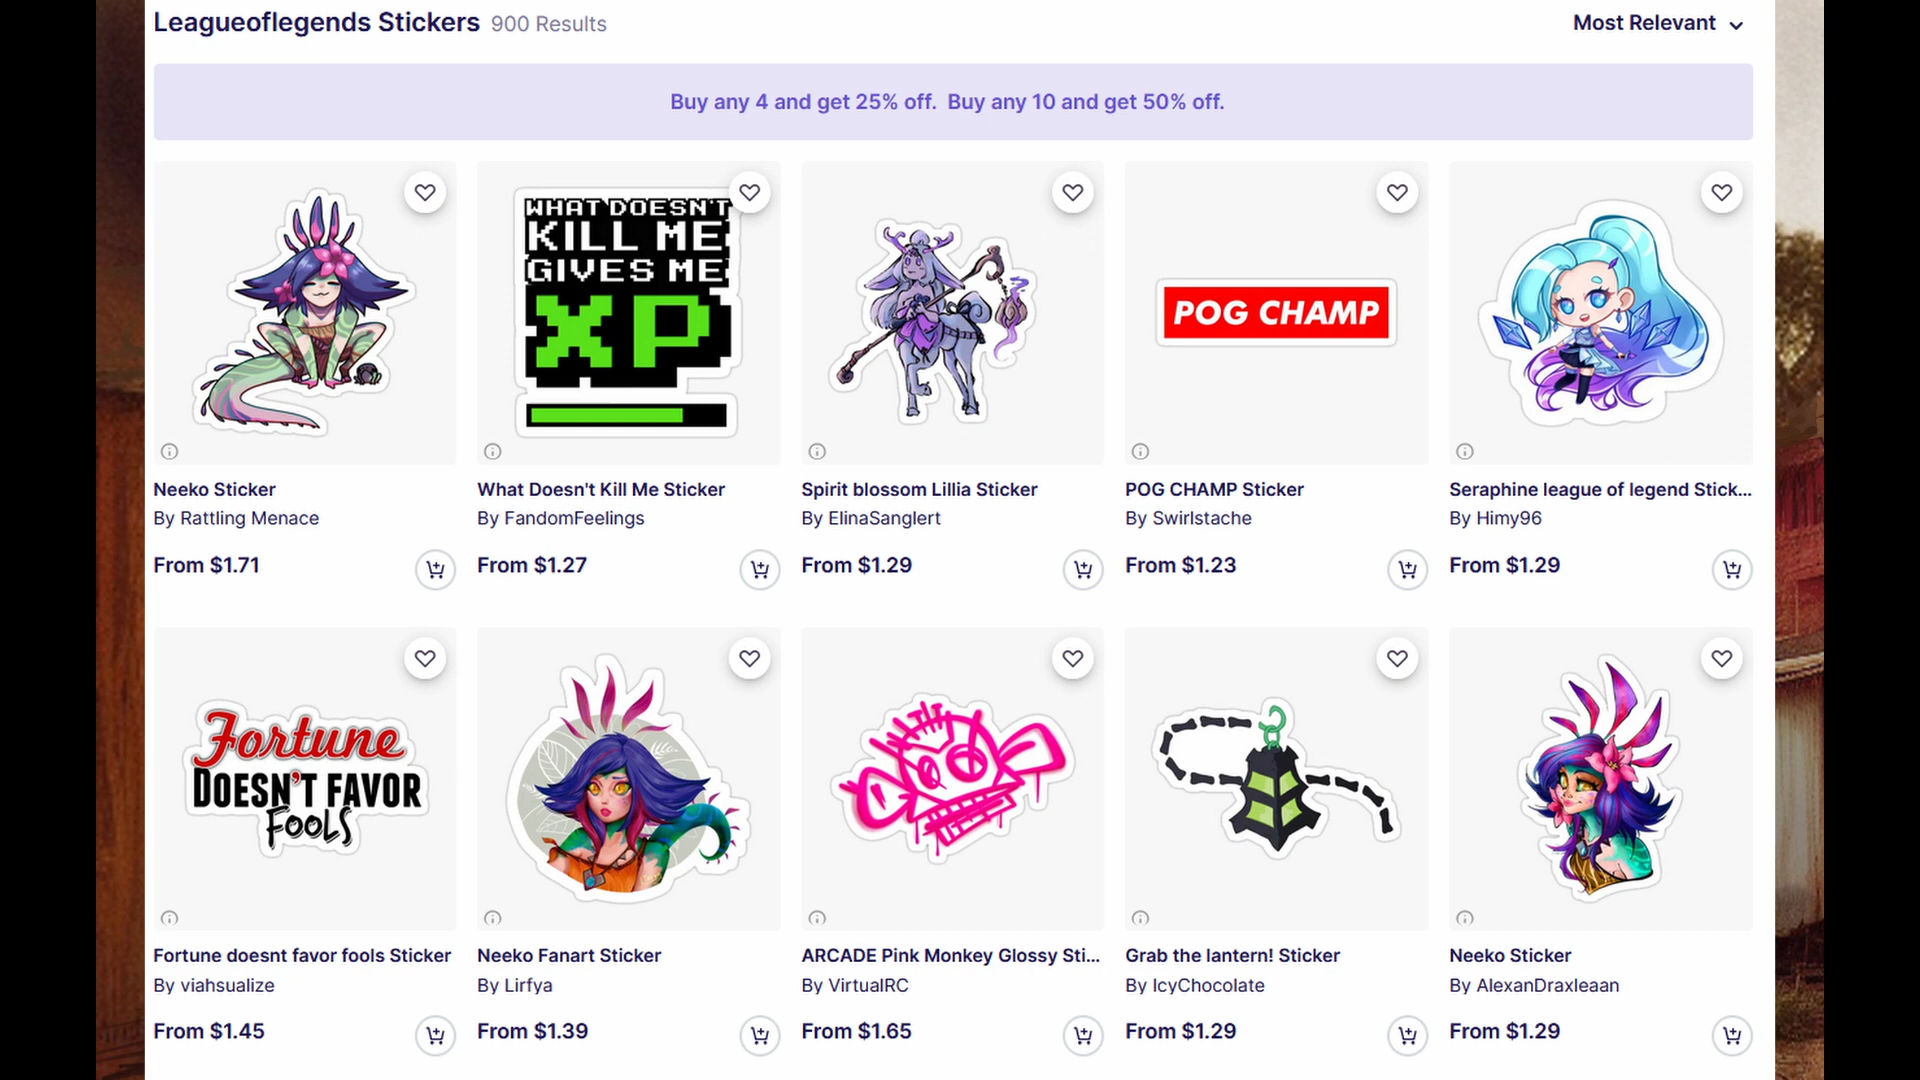 Leagueoflegends Stickers 900 Results
Most Relevant
Buy any 4 and get 25% off. Buy any 10 and get 50% off.
WHAT DOESN'T
KILL ME
GIVES ME
XP
POG CHAMP
Neeko Sticker
By Rattling Menace
From $1.71
What Doesn't Kill Me Sticker
By FandomFeelings
From $1.27
Spirit blossom Lillia Sticker
By ElinaSanglert
From $1.29
POG CHAMP Sticker
By Swirlstache
From $1.23
Seraphine league of legend Stick...
By Himy96
From $1.29
Fortune
DOESN'T FAVOR
FOOLS
Fortune doesnt favor fools Sticker
By viahsualize
From $1.45
Neeko Fanart Sticker
By Lirfya
From $1.39
ARCADE Pink Monkey Glossy Sti...
By VirtualRC
From $1.65
Grab the lantern! Sticker
By IcyChocolate
From $1.29
Neeko Sticker
By AlexanDraxleaan
From $1.29